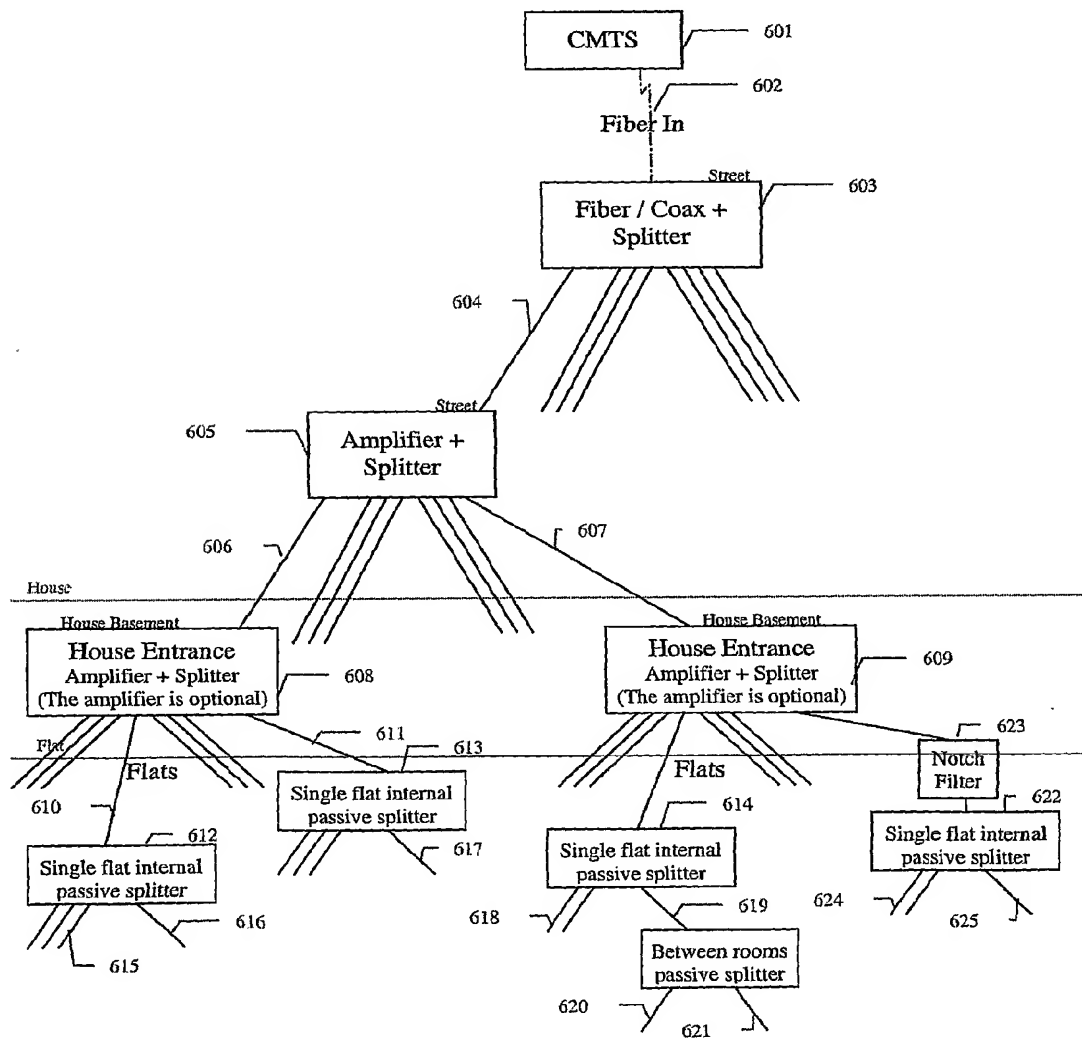 CMTS
601
602
Fiber In
Street
603
Fiber / Coax +
Splitter
604
Street
605
Amplifier +
Splitter
606
607
House
House Basement
House Entrance
Amplifier + Splitter
(The amplifier is optional)
608
House Basement
House Entrance
Amplifier + Splitter
(The amplifier is optional)
609
Flat
611
613
623
Notch
Filter
Flats
Flats
610
Single flat internal
passive splitter
612
614
622
Single flat internal
passive splitter
617
Single flat internal
passive splitter
Single flat internal
passive splitter
616
615
618
619
624
625
Between rooms
passive splitter
620
621